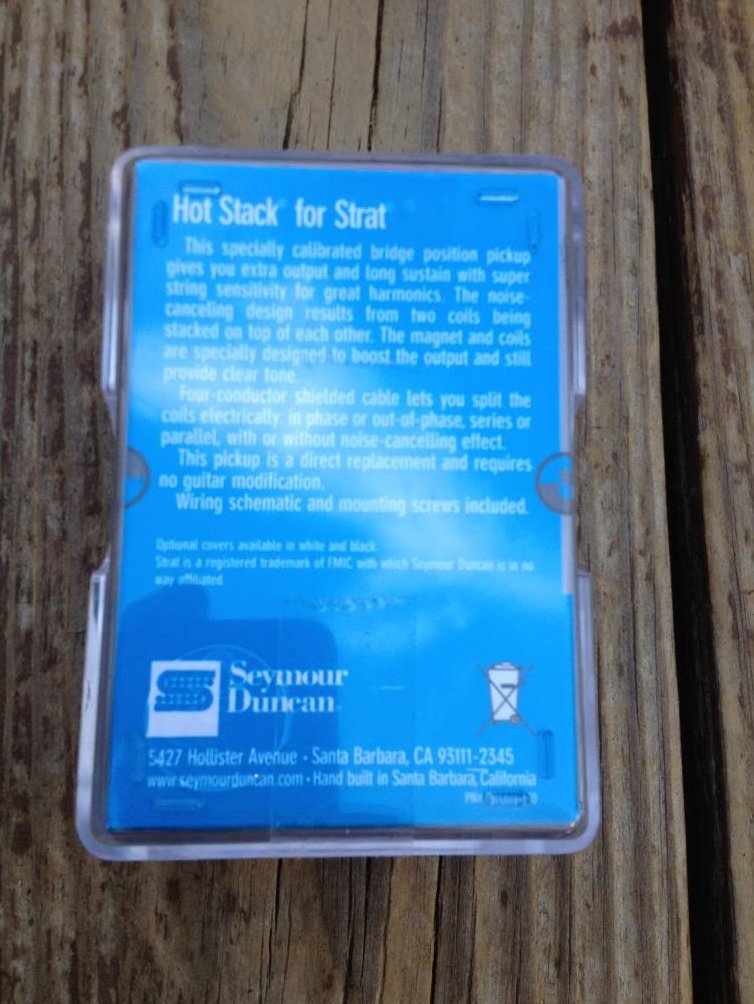 Hot Stack for Strat
This specially calibrated bridge position pickup
gives you extra output and long sustain with super
string sensitivity for great harmonics. The noise-
canceling design results from two coils being
stacked on top of each other. The magnet and coils
are specially designed to boost the output and still
provide clear tone.
Four-conductor shielded cable lets you split the
coils electrically: in phase or out-of-phase, series or
parallel, with or without noise-cancelling effect.
This pickup is a direct replacement and requires
no guitar modification.
Wiring schematic and mounting screws included.
Optional covers available in white and black.
Strat is a registered trademark of FMIC with which Seymour Duncan is in no
way affiliated.
Seymour
Duncan
5427 Hollister Avenue • Santa Barbara, CA 93111-2345
www.seymourduncan.com • Hand built in Santa Barbara, California